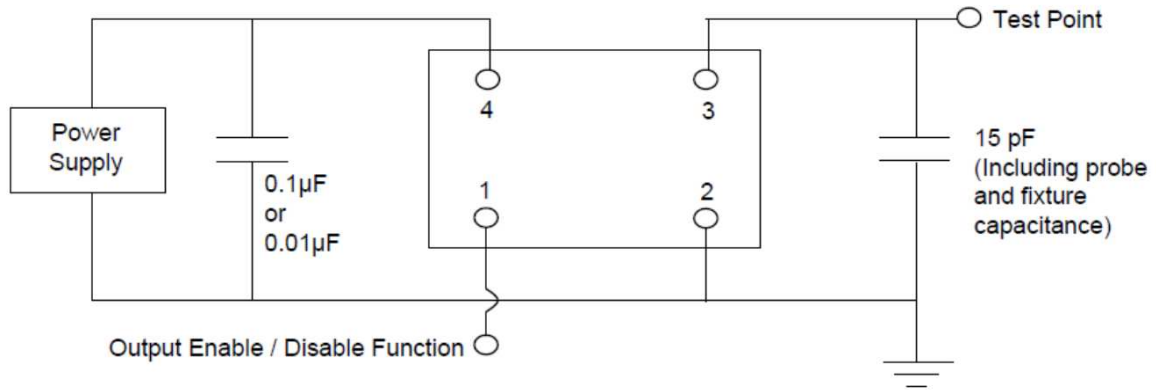 Test Point
4
3
Power
Supply
15 pF
(Including probe
and fixture
capacitance)
0.1µF
or
0.01µF
1
2
Output Enable / Disable Function